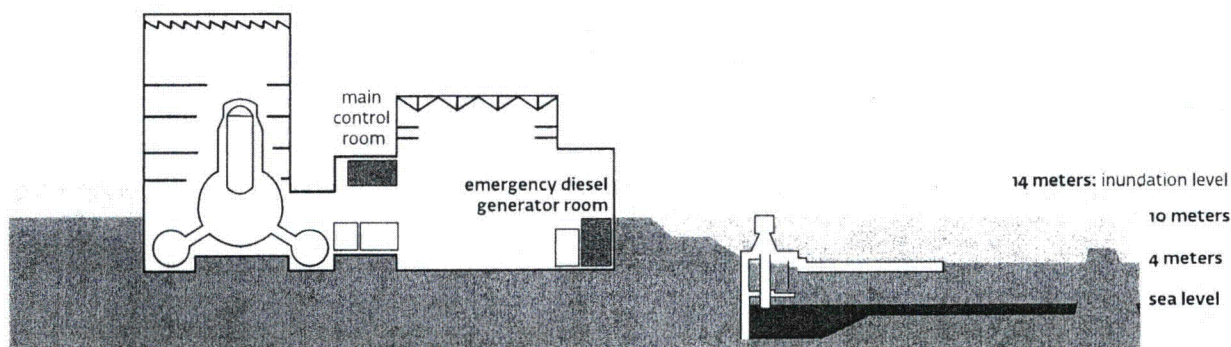 main
control
room
emergency diesel
generator room
14 meters: inundation level
10 meters
4 meters
sea level